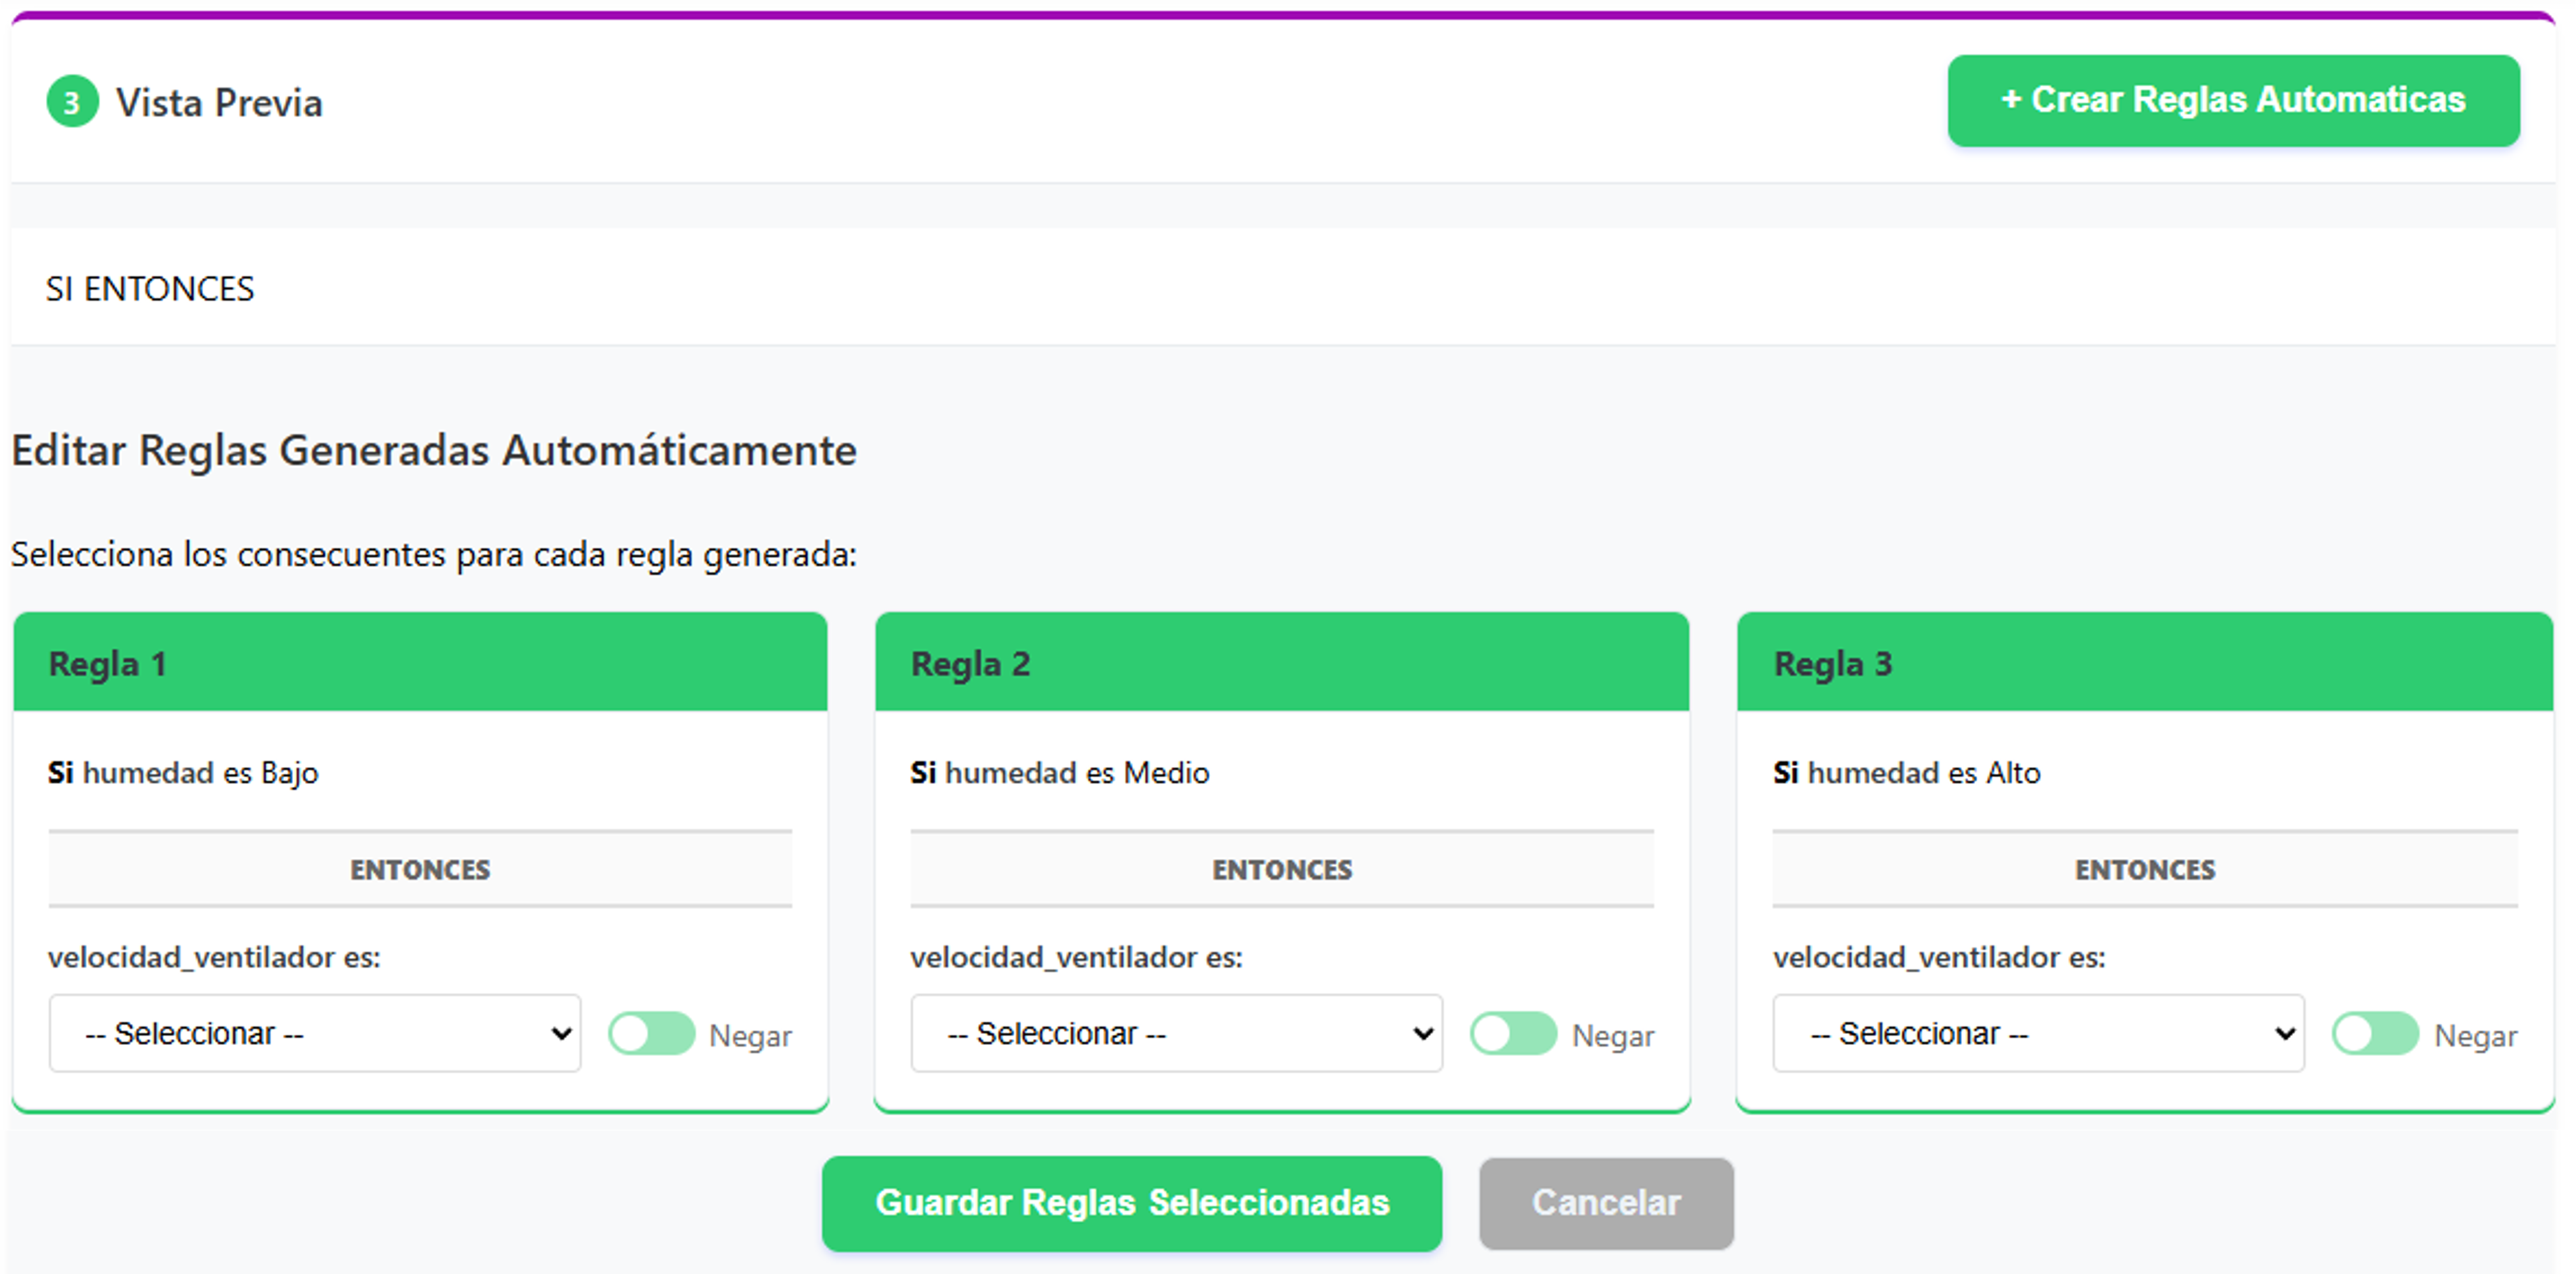 3 Vista Previa
+ Crear Reglas Automaticas
SI ENTONCES
Editar Reglas Generadas Automáticamente
Selecciona los consecuentes para cada regla generada:
Regla 1
Si humedad es Bajo
ENTONCES
velocidad_ventilador es:
-- Seleccionar --
Negar
Regla 2
Si humedad es Medio
ENTONCES
velocidad_ventilador es:
-- Seleccionar --
Negar
Regla 3
Si humedad es Alto
ENTONCES
velocidad_ventilador es:
-- Seleccionar --
Negar
Guardar Reglas Seleccionadas
Cancelar